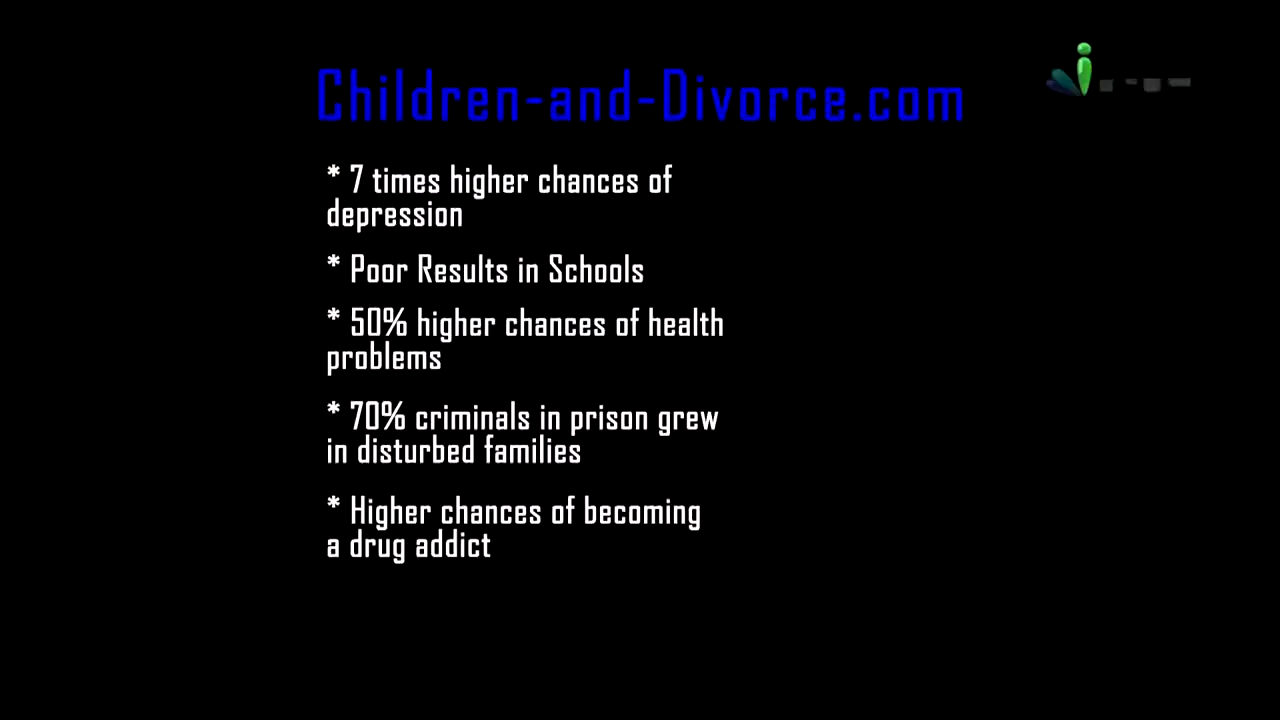 Children-and-Divorce.com
* 7 times higher chances of
depression
* Poor Results in Schools
* 50% higher chances of health
problems
* 70% criminals in prison grew
in disturbed families
* Higher chances of becoming
a drug addict